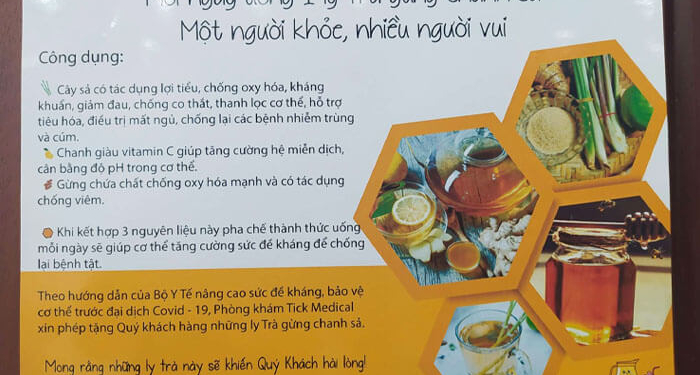 Một người khỏe, nhiều người vui
Công dụng:
Cây sả có tác dụng lợi tiểu, chống oxy hóa, kháng
khuẩn, giảm đau, chống co thắt, thanh lọc cơ thể, hỗ trợ
tiêu hóa, điều trị mất ngủ, chống lại các bệnh nhiễm trùng
và cúm.
Chanh giàu vitamin C giúp tăng cường hệ miễn dịch,
cân bằng độ pH trong cơ thể.
Gừng chứa chất chống oxy hóa mạnh và có tác dụng
chống viêm.
Khi kết hợp 3 nguyên liệu này pha chế thành thức uống
mỗi ngày sẽ giúp cơ thể tăng cường sức đề kháng để chống
lại bệnh tật.
Theo hướng dẫn của Bộ Y Tế nâng cao sức đề kháng, bảo vệ
cơ thể trước đại dịch Covid - 19, Phòng khám Tick Medical
xin phép tặng Quý khách hàng những ly Trà gừng chanh sả.
Mong rằng những ly trà này sẽ khiến Quý Khách hài lòng!